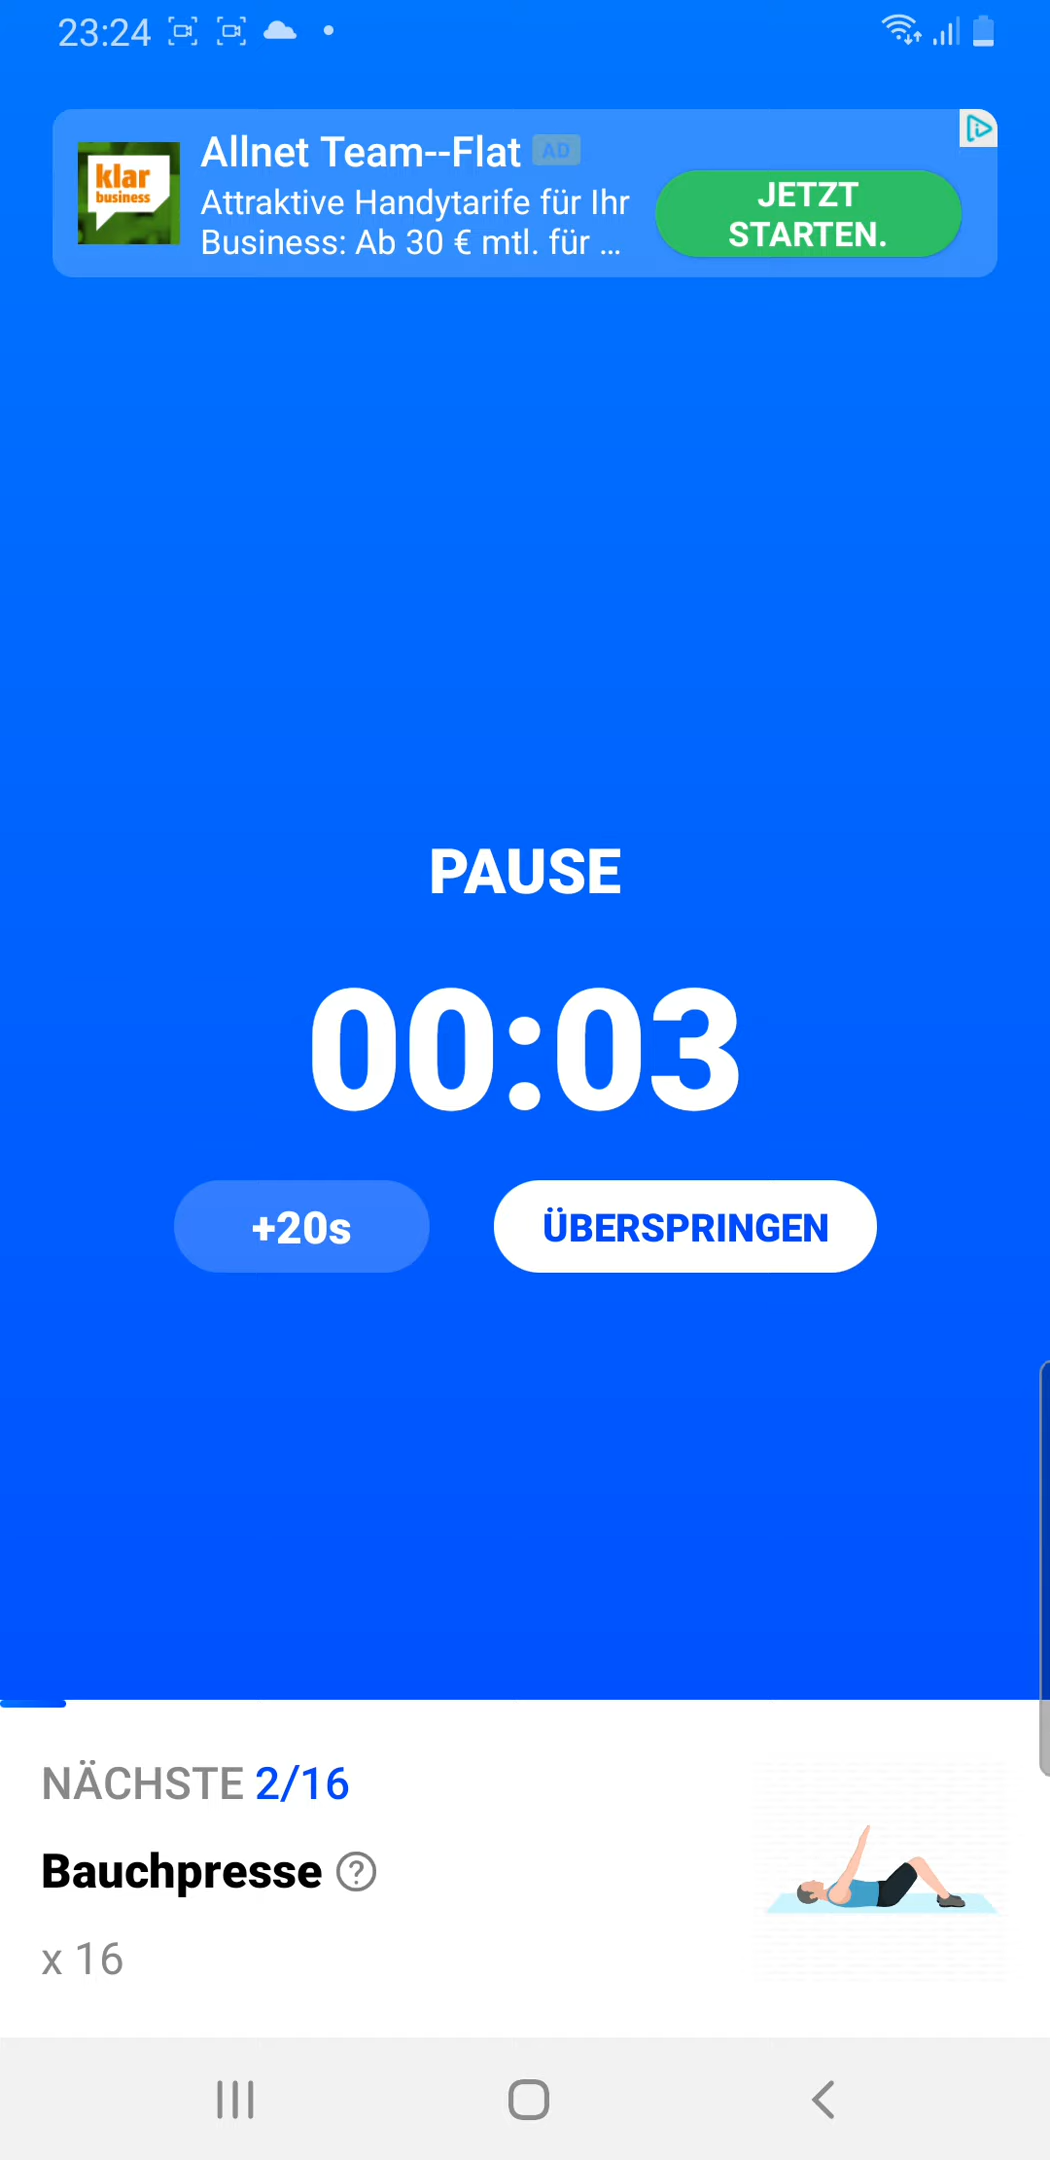 23:24
klar
business
Allnet Team--Flat AD
Attraktive Handytarife für Ihr
Business: Ab 30 € mtl. für ...
JETZT
STARTEN.
PAUSE
00:03
+20s
ÜBERSPRINGEN
NÄCHSTE 2/16
Bauchpresse ?
x 16